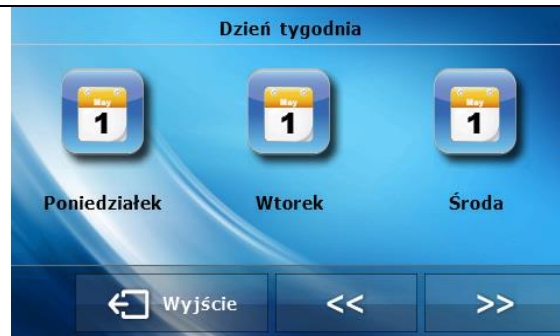 Dzień tygodnia
May May May
1 1 1
Poniedziałek Wtorek Środa
Wyjście << >>